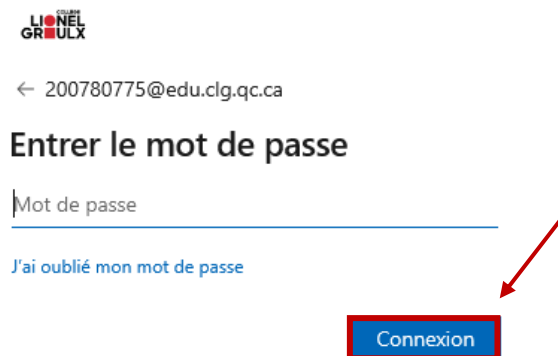 COLLÈGE
LIONEL
GROULX
← 200780775@edu.clg.qc.ca
Entrer le mot de passe
Mot de passe
J'ai oublié mon mot de passe
Connexion